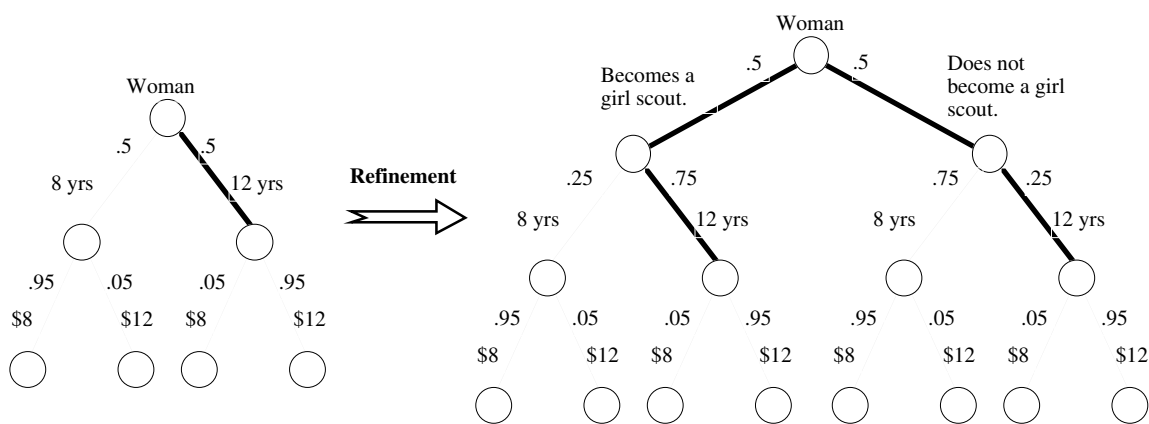 Woman
.5 .5
8 yrs 12 yrs
.95 .05 .05 .95
$8 $12 $8 $12
Refinement
Woman
.5 .5
Becomes a
girl scout.
Does not
become a girl
scout.
.25 .75 .75 .25
8 yrs 12 yrs 8 yrs 12 yrs
.95 .05 .05 .95 .95 .05 .05 .95
$8 $12 $8 $12 $8 $12 $8 $12